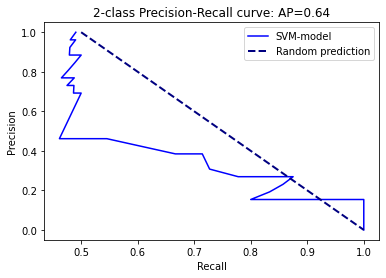 2-class Precision-Recall curve: AP=0.64
SVM-model
Random prediction
Precision
1.0
0.8
0.6
0.4
0.2
0.0
0.5
0.6
0.7
0.8
0.9
1.0
Recall